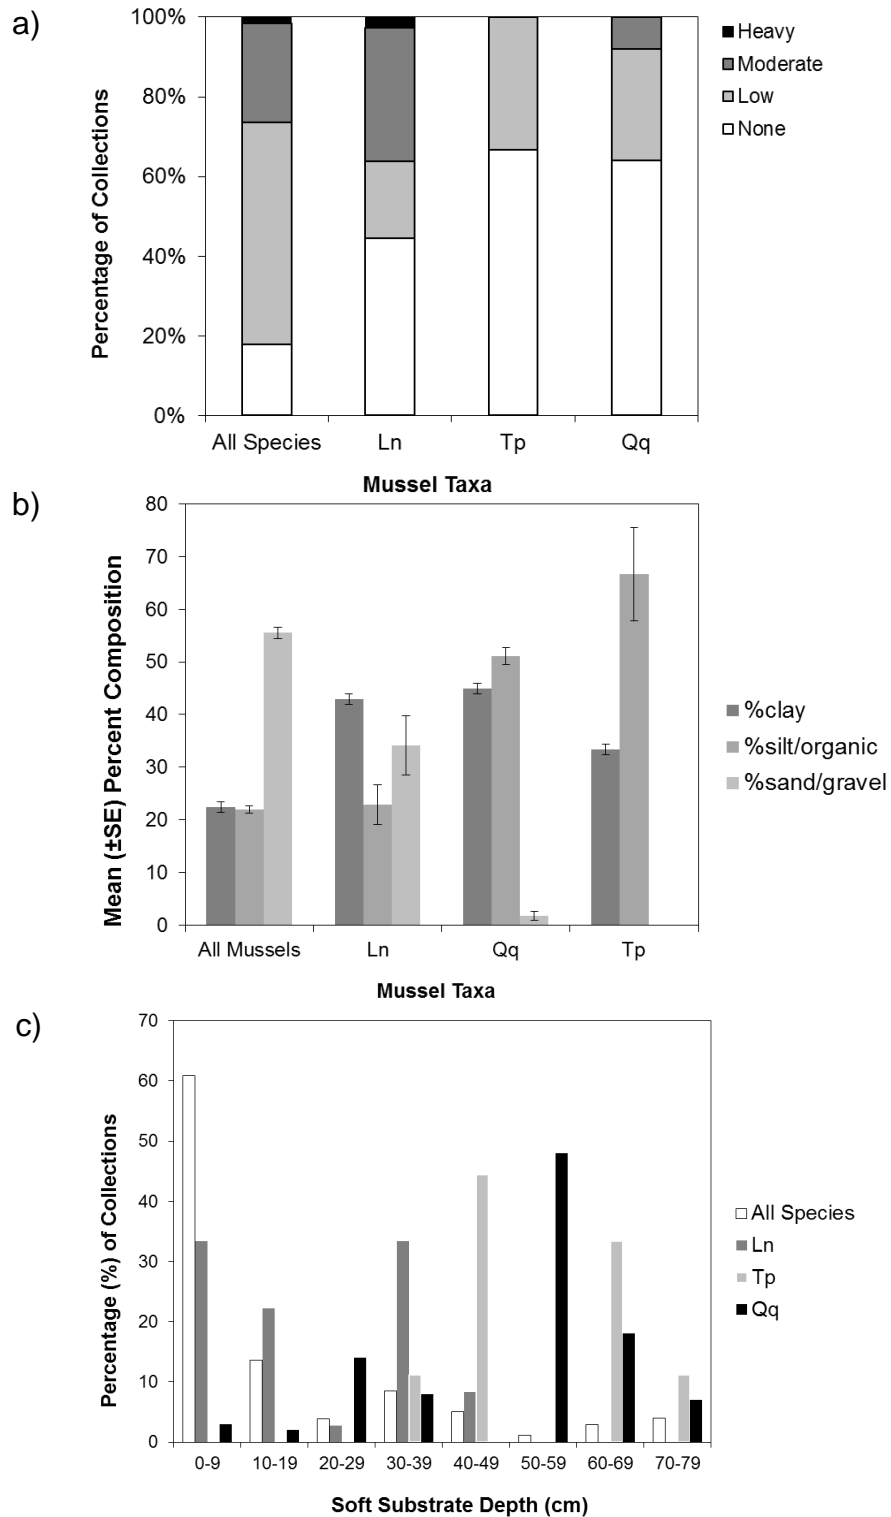 a)
Percentage of Collections
100%
80%
60%
40%
20%
0%
All Species Ln Tp Qq
Mussel Taxa
Heavy
Moderate
Low
None
b)
Mean (±SE) Percent Composition
80
70
60
50
40
30
20
10
0
All Mussels Ln Qq Tp
Mussel Taxa
%clay
%silt/organic
%sand/gravel
c)
Percentage (%) of Collections
70
60
50
40
30
20
10
0
0-9 10-19 20-29 30-39 40-49 50-59 60-69 70-79
Soft Substrate Depth (cm)
All Species
Ln
Tp
Qq